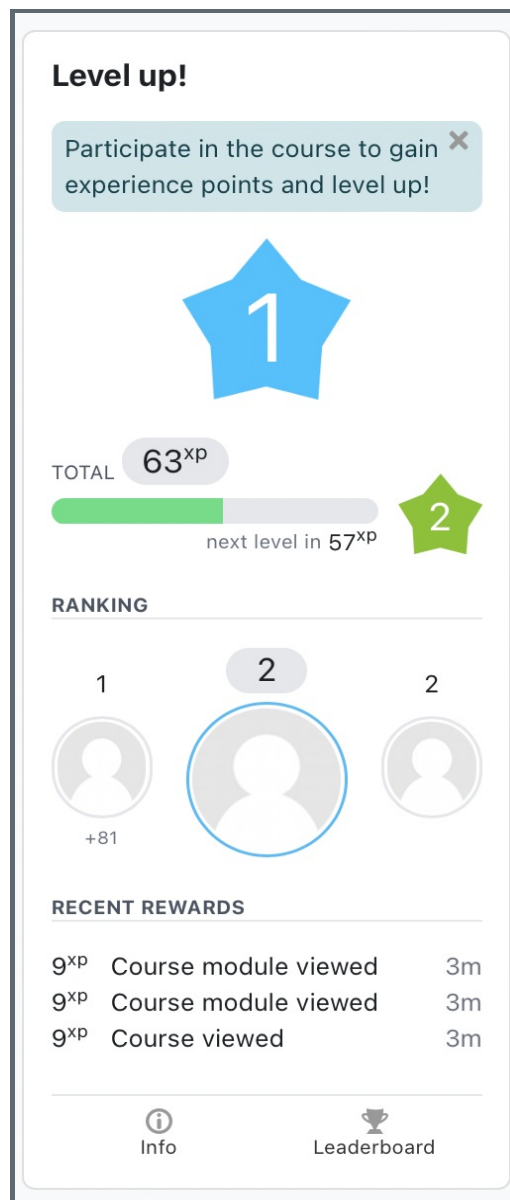 Level up!
Participate in the course to gain
experience points and level up!
1
TOTAL 63xp
2
next level in 57xp
RANKING
1 2 2
+81
RECENT REWARDS
9xp Course module viewed 3m
9xp Course module viewed 3m
9xp Course viewed 3m
Info Leaderboard